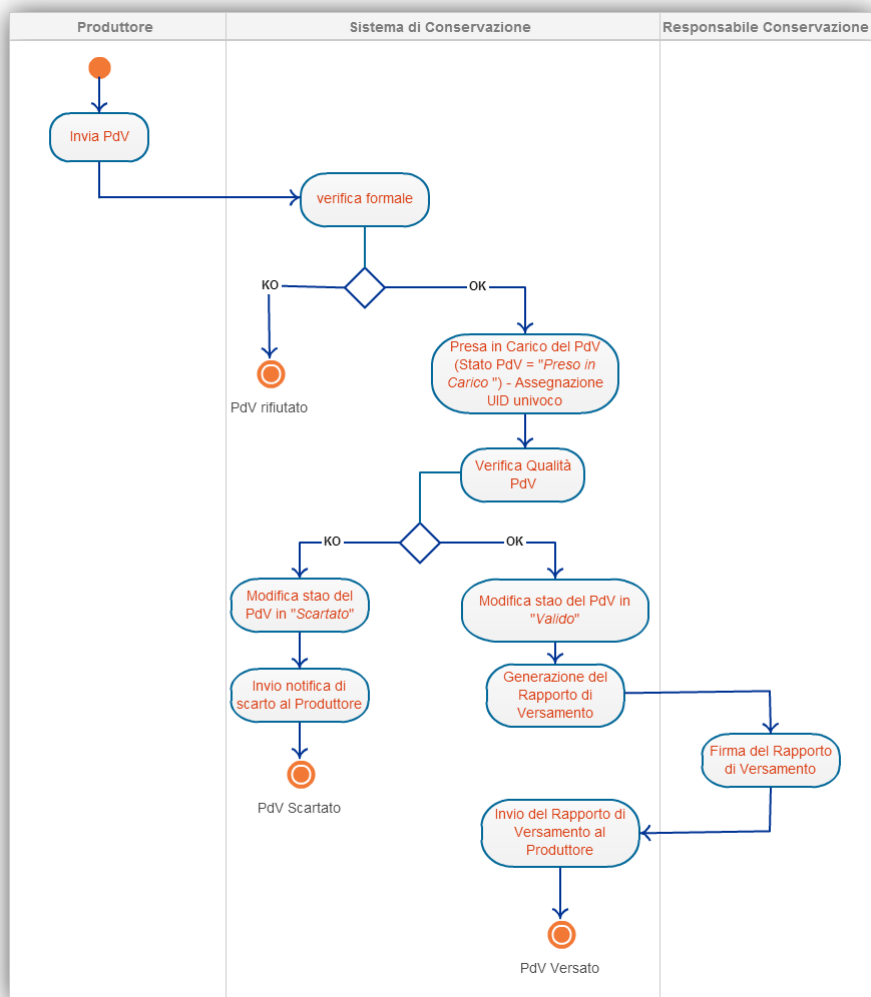 Produttore
Sistema di Conservazione
Responsabile Conservazione
Invia PdV
verifica formale
KO
OK
PdV rifiutato
Presa in Carico del PdV
(Stato PdV = "Preso in
Carico ") - Assegnazione
UID univoco
Verifica Qualità
PdV
KO
OK
Modifica stao del
PdV in "Scartato"
Modifica stao del PdV in
"Valido"
Invio notifica di
scarto al Produttore
Generazione del
Rapporto di
Versamento
Firma del Rapporto
di Versamento
PdV Scartato
Invio del Rapporto di
Versamento al
Produttore
PdV Versato